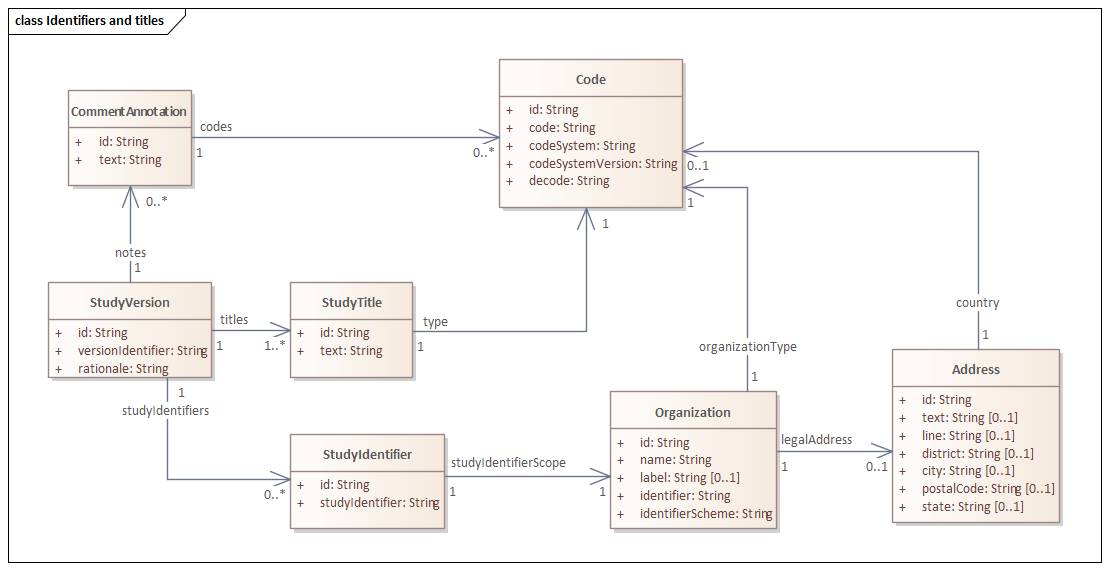 class Identifiers and titles
Code
+ id: String
+ code: String
+ codeSystem: String
+ codeSystemVersion: String
+ decode: String
CommentAnnotation
+ id: String
+ text: String
codes
1
0..*
0..*
notes
1
0..1
1
1
StudyVersion
+ id: String
+ versionIdentifier: String
+ rationale: String
titles
1
1..*
StudyTitle
+ id: String
+ text: String
type
1
country
1
organizationType
1
1
studyIdentifiers
0..*
StudyIdentifier
+ id: String
+ studyIdentifier: String
studyIdentifierScope
1
1
Organization
+ id: String
+ name: String
+ label: String [0..1]
+ identifier: String
+ identifierScheme: String
legalAddress
1
0..1
Address
+ id: String
+ text: String [0..1]
+ line: String [0..1]
+ district: String [0..1]
+ city: String [0..1]
+ postalCode: String [0..1]
+ state: String [0..1]